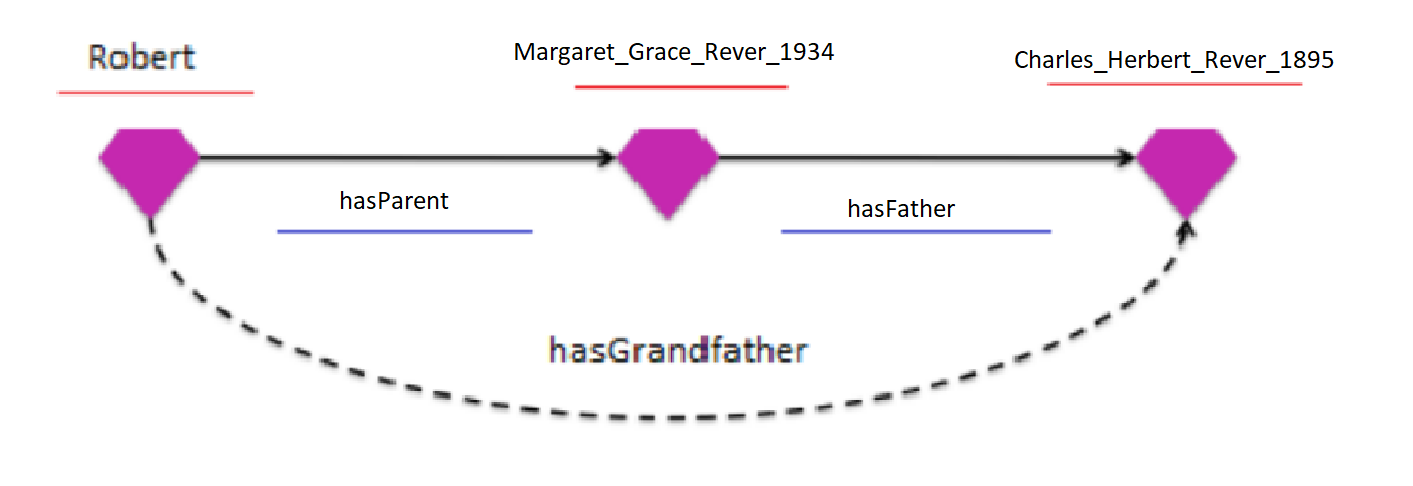 Robert
Margaret_Grace_Rever_1934
Charles_Herbert_Rever_1895
hasParent
hasFather
hasGrandfather